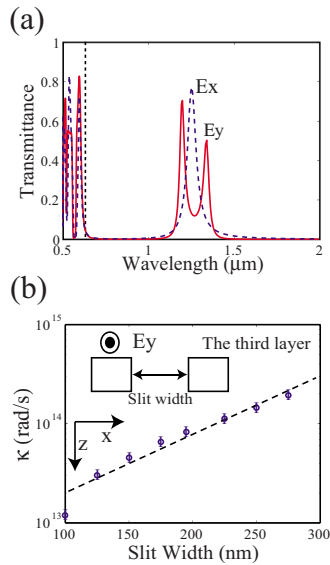 (a)
1
0.8
0.6
0.4
0.2
0
Transmittance
Ex
Ey
0.5
1
1.5
2
Wavelength (μm)
(b)
10^15
10^14
10^13
κ (rad/s)
Ey
The third layer
Slit width
x
z
100
150
200
250
300
Slit Width (nm)